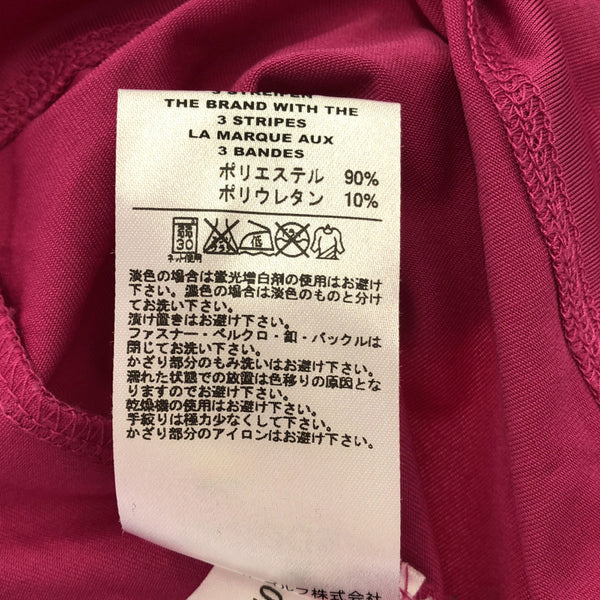 3 STREIFEN
THE BRAND WITH THE
3 STRIPES
LA MARQUE AUX
3 BANDES
ポリエステル 90%
ポリウレタン 10%
30
低
ネット使用
淡色の場合は蛍光増白剤の使用はお避け
下さい。濃色の場合は淡色のものと分け
てお洗い下さい。
漬け置きはお避け下さい。
ファスナー・ベルクロ・釦・バックルは
閉じてお洗い下さい。
かざり部分のもみ洗いはお避け下さい。
濡れた状態での放置は色移りの原因とな
りますのでお避け下さい。
乾燥機の使用はお避け下さい。
手絞りは極力少なくして下さい。
かざり部分のアイロンはお避け下さい。
株式会社